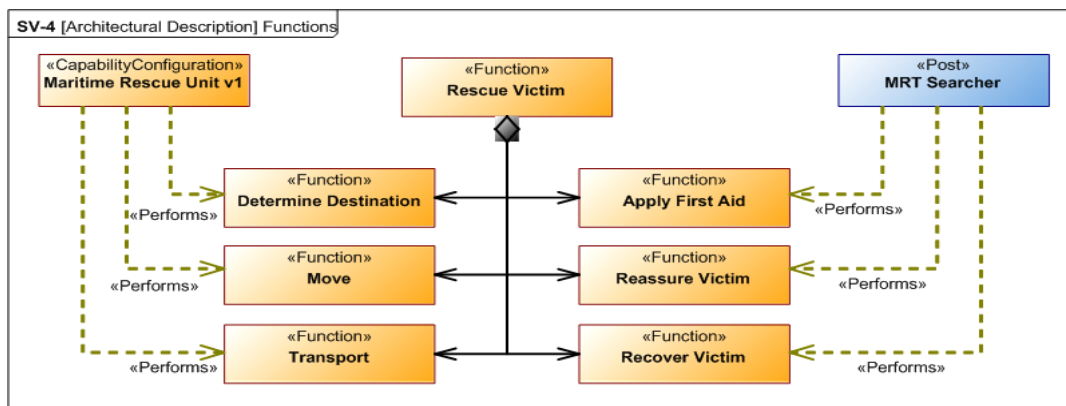 SV-4 [Architectural Description] Functions
«CapabilityConfiguration»
Maritime Rescue Unit v1
«Function»
Rescue Victim
«Post»
MRT Searcher
«Function»
Determine Destination
«Function»
Apply First Aid
«Performs»
«Performs»
«Function»
Move
«Function»
Reassure Victim
«Performs»
«Performs»
«Function»
Transport
«Function»
Recover Victim
«Performs»
«Performs»